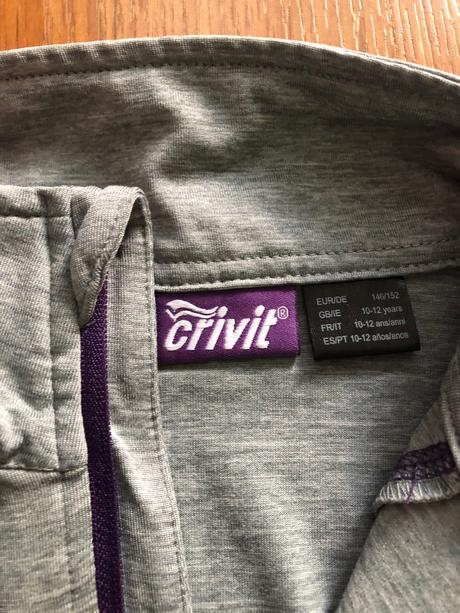 crivit®
EUR/DE 146/152
GB/IE 10-12 years
FR/IT 10-12 ans/anni
ES/PT 10-12 años/anos